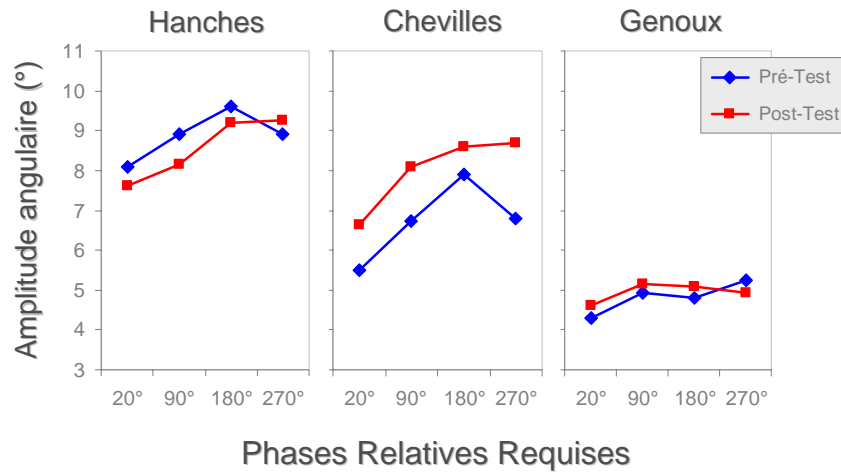 Hanches Chevilles Genoux
Amplitude angulaire (°)
11
10
9
8
7
6
5
4
3
Pré-Test
Post-Test
20° 90° 180° 270° 20° 90° 180° 270° 20° 90° 180° 270°
Phases Relatives Requises